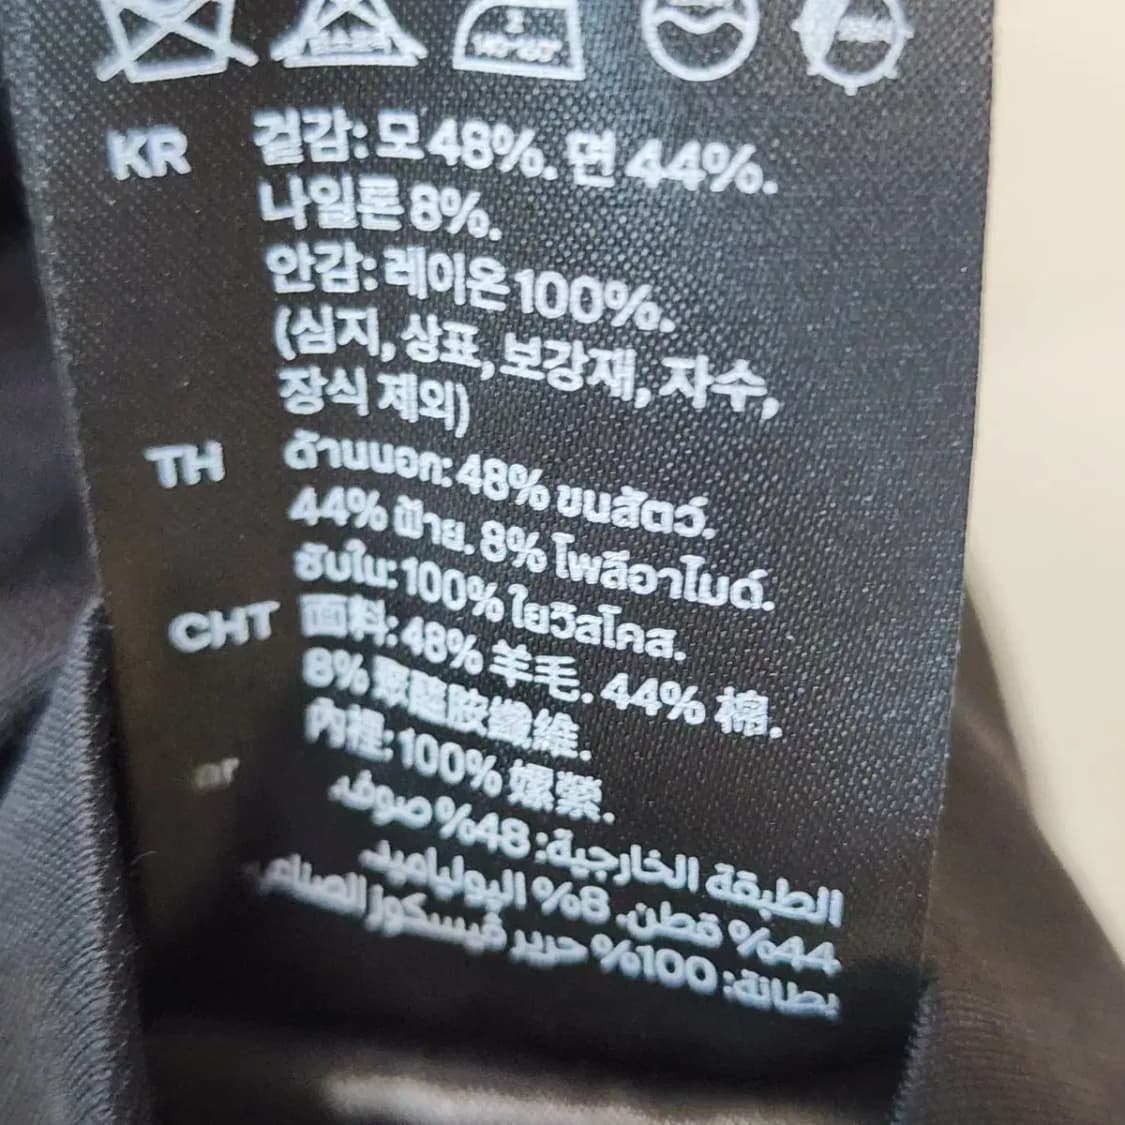 KR 겉감: 모 48%. 면 44%.
나일론 8%.
안감: 레이온 100%.
(심지, 상표, 보강재, 자수,
장식 제외)
TH ด้านนอก: 48% ขนสัตว์.
44% ฝ้าย. 8% โพลีอาไมด์.
ซับใน: 100% ใยวิสโคส.
CHT 面料: 48% 羊毛. 44% 棉.
8% 聚醯胺纖維.
內裡: 100% 嫘縈.
ar الطبقة الخارجية: 48% صوف.
44% قطن. 8% البولياميد
بطانة: 100% حرير ڤيسكوز